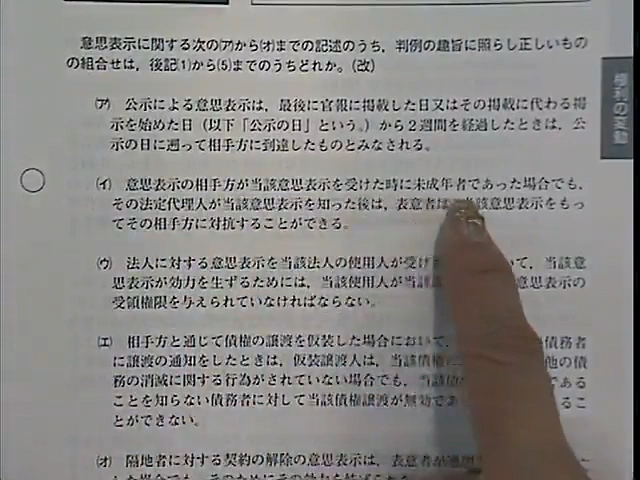 意思表示に関する次の(ア)から(オ)までの記述のうち，判例の趣旨に照らし正しいもの
の組合せは，後記(1)から(5)までのうちどれか。(改)
(ア) 公示による意思表示は，最後に官報に掲載した日又はその掲載に代わる掲
示を始めた日（以下「公示の日」という。）から２週間を経過したときは，公
示の日に遡って相手方に到達したものとみなされる。
(イ) 意思表示の相手方が当該意思表示を受けた時に未成年者であった場合でも，
その法定代理人が当該意思表示を知った後は，表意者は 当該意思表示をもっ
てその相手方に対抗することができる。
(ウ) 法人に対する意思表示を当該法人の使用人が受け いて，当該意
思表示が効力を生ずるためには，当該使用人が当該 意思表示の
受領権限を与えられていなければならない。
(エ) 相手方と通じて債権の譲渡を仮装した場合において， 債務者
に譲渡の通知をしたときは，仮装譲渡人は，当該債権 他の債
務の消滅に関する行為がされていない場合でも，当該 である
ことを知らない債務者に対して当該債権譲渡が無効であ るこ
とができない。
(オ) 隔地者に対する契約の解除の意思表示は，表意者が
権利の変動